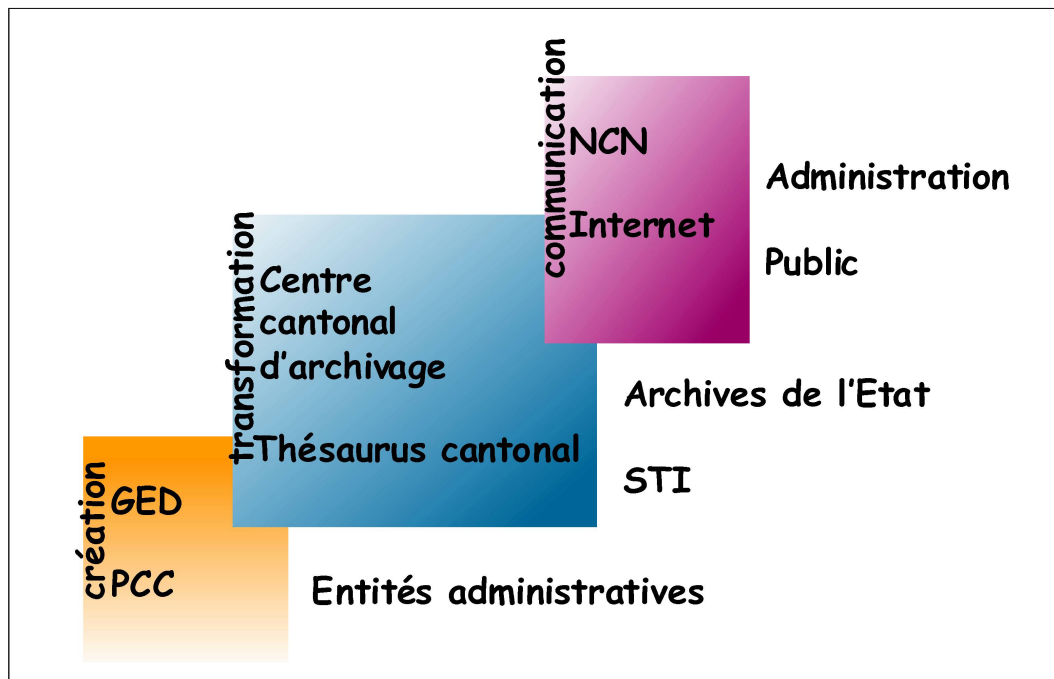 communication
NCN
Internet
Administration
Public
transformation
Centre
cantonal
d'archivage
Thésaurus cantonal
Archives de l'Etat
STI
création
GED
PCC
Entités administratives